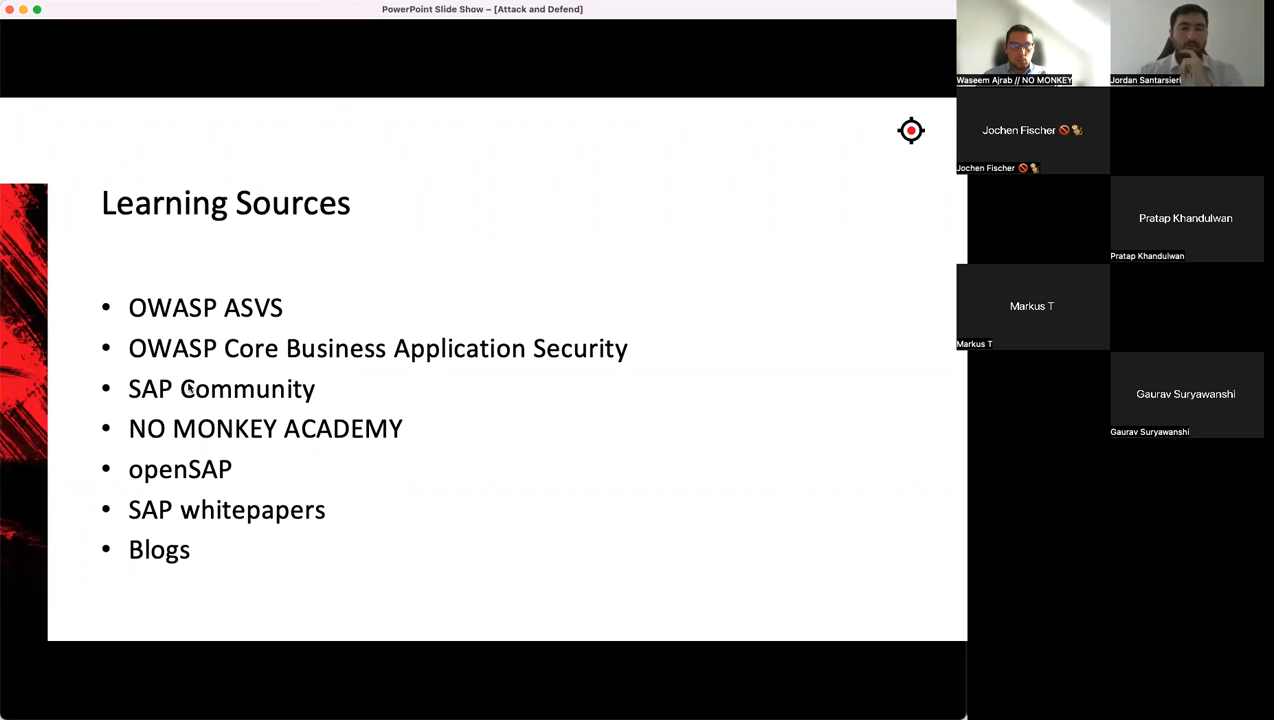 PowerPoint Slide Show – [Attack and Defend]
Learning Sources
• OWASP ASVS
• OWASP Core Business Application Security
• SAP Community
• NO MONKEY ACADEMY
• openSAP
• SAP whitepapers
• Blogs
Waseem Ajrab // NO MONKEY
Jordan Santarsieri
Jochen Fischer 🚫🐒
Jochen Fischer 🚫🐒
Pratap Khandulwan
Pratap Khandulwan
Markus T
Markus T
Gaurav Suryawanshi
Gaurav Suryawanshi